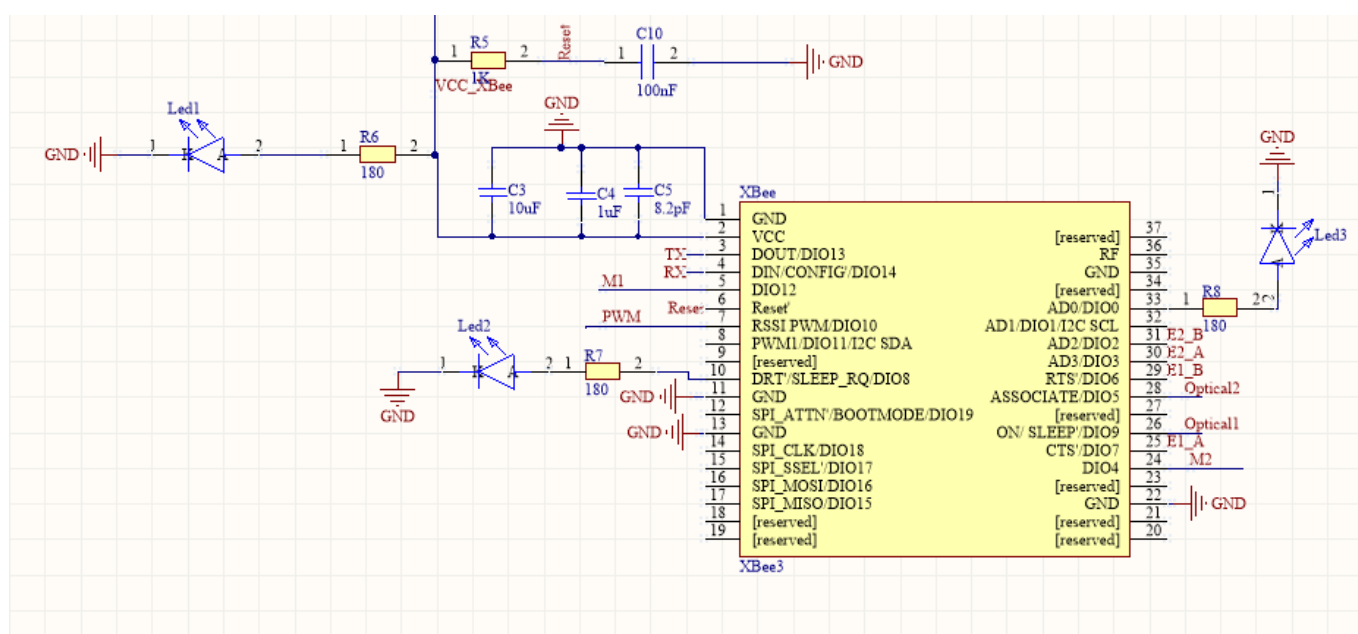 R5
1
2
1K
VCC_XBee
Reset
C10
1
2
100nF
GND
GND
Led1
GND
1
K
A
2
R6
1
2
180
C3
10uF
C4
1uF
C5
8.2pF
XBee
1 GND
2 VCC
TX 3 DOUT/DIO13
RX 4 DIN/CONFIG'/DIO14
M1 5 DIO12
Reset 6 Reset'
PWM 7 RSSI PWM/DIO10
8 PWM1/DIO11/I2C SDA
9 [reserved]
10 DRT'/SLEEP_RQ/DIO8
GND 11 GND
12 SPI_ATTN'/BOOTMODE/DIO19
GND 13 GND
14 SPI_CLK/DIO18
15 SPI_SSEL'/DIO17
16 SPI_MOSI/DIO16
17 SPI_MISO/DIO15
18 [reserved]
19 [reserved]
XBee3
Led2
1
K
A
2
GND
R7
1
2
180
[reserved] 37
RF 36
GND 35
[reserved] 34
AD0/DIO0 33
AD1/DIO1/I2C SCL 32
AD2/DIO2 31 E2_B
AD3/DIO3 30 E2_A
RTS'/DIO6 29 E1_B
ASSOCIATE/DIO5 28 Optical2
[reserved] 27
ON/ SLEEP'/DIO9 26 Optical1
CTS'/DIO7 25 E1_A
DIO4 24 M2
[reserved] 23
GND 22 GND
[reserved] 21
[reserved] 20
R8
1
2
180
GND
1
K
A
2
Led3